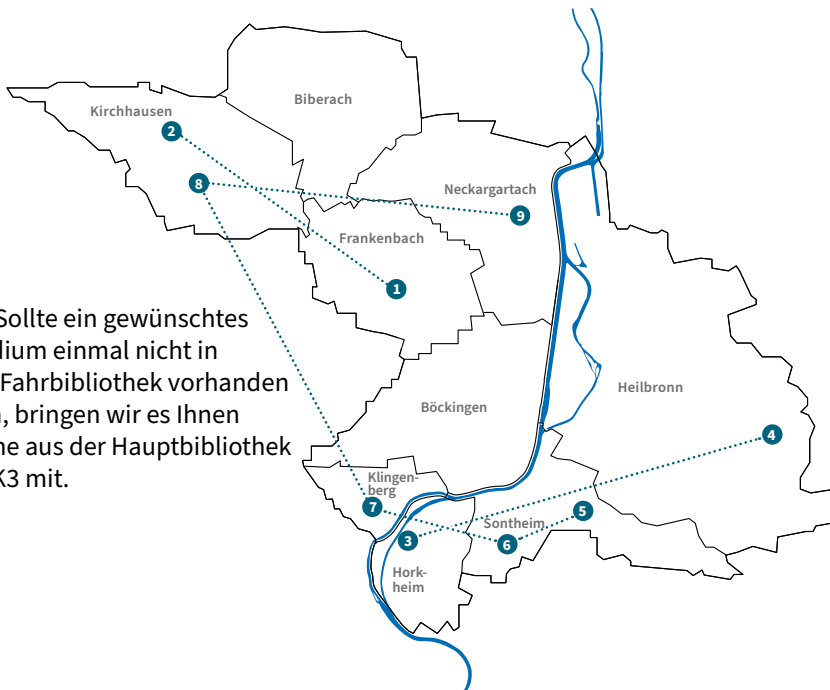 Biberach
Kirchhausen
2
8
Neckargartach
9
Frankenbach
1
Sollte ein gewünschtes
dium einmal nicht in
Fahrbibliothek vorhanden
, bringen wir es Ihnen
ne aus der Hauptbibliothek
K3 mit.
Heilbronn
Böckingen
4
Klingen-
berg
7
5
Sontheim
3
6
Hork-
heim